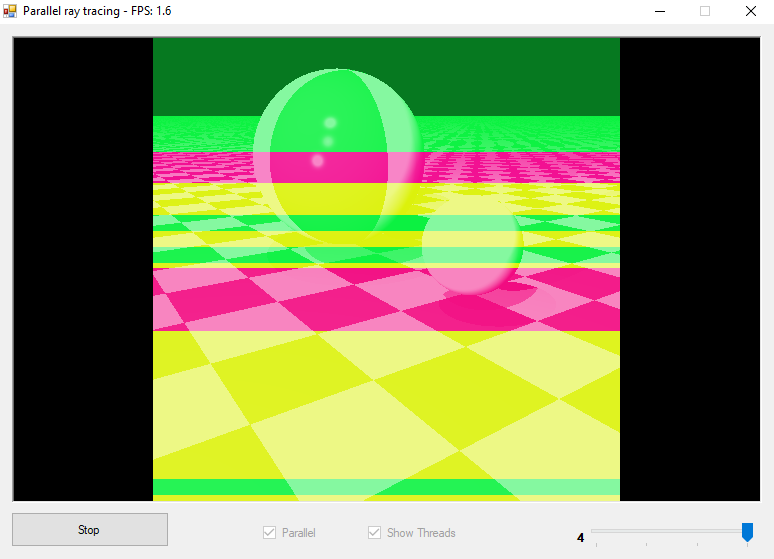 Parallel ray tracing - FPS: 1.6
Stop
Parallel
Show Threads
4